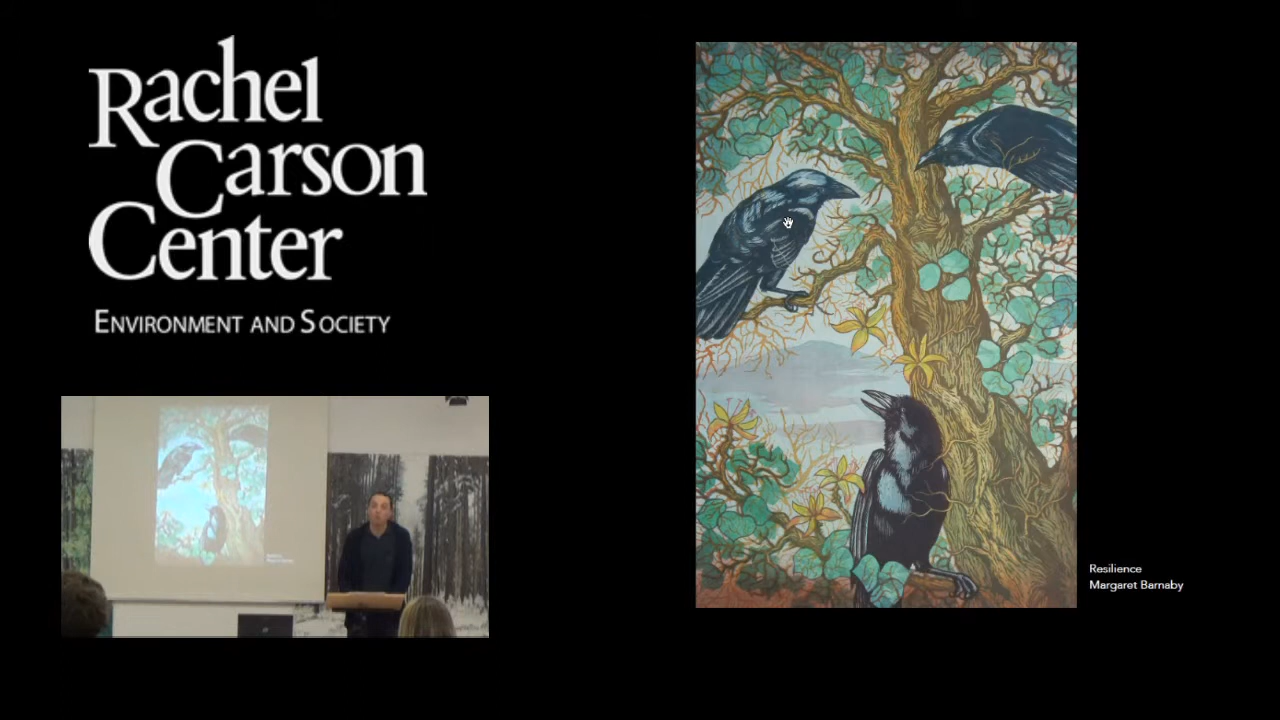 Rachel
Carson
Center
ENVIRONMENT AND SOCIETY
Resilience
Margaret Barnaby